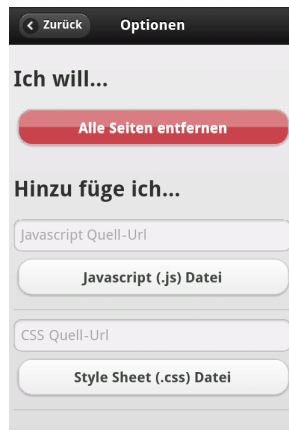 Zurück
Optionen
Ich will...
Alle Seiten entfernen
Hinzu füge ich...
Javascript Quell-Url
Javascript (.js) Datei
CSS Quell-Url
Style Sheet (.css) Datei